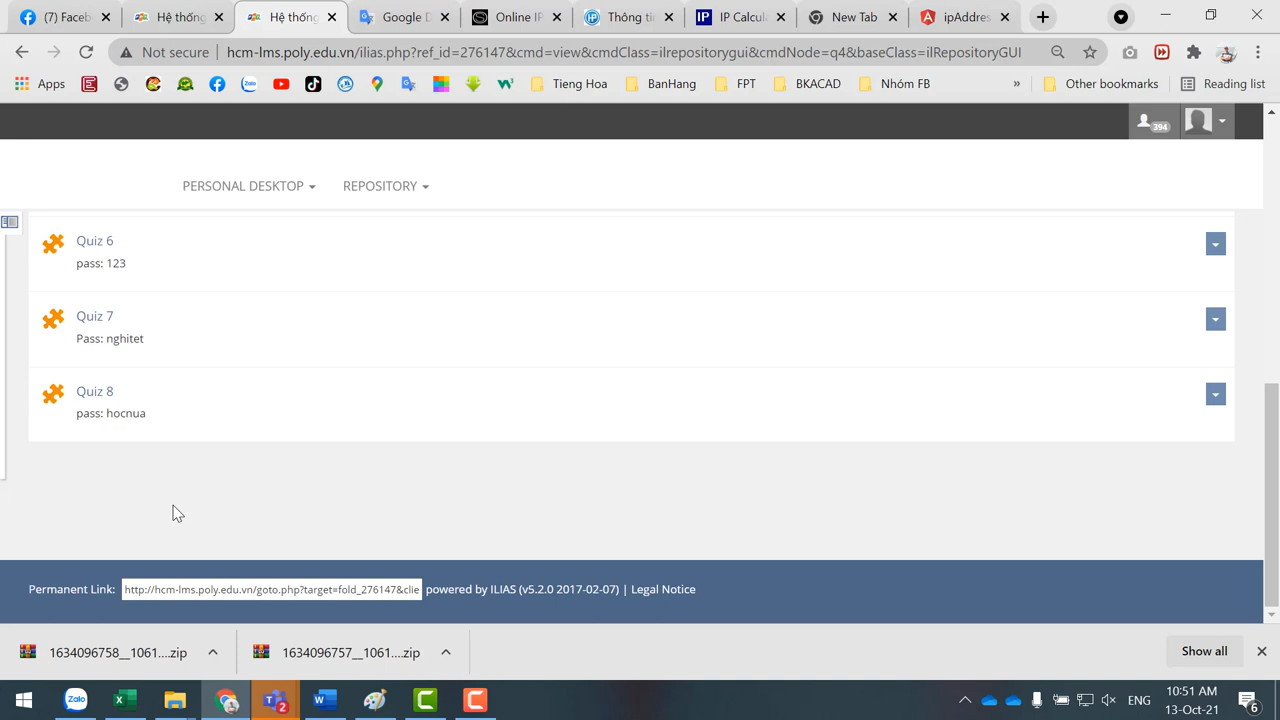 (7) Faceb
Hệ thống
Hệ thống
Google D
Online IP
Thông tin
IP Calcula
New Tab
ipAddres
Not secure
hcm-lms.poly.edu.vn/ilias.php?ref_id=276147&cmd=view&cmdClass=ilrepositorygui&cmdNode=q4&baseClass=ilRepositoryGUI
Apps
Tieng Hoa
BanHang
FPT
BKACAD
Nhóm FB
»
Other bookmarks
Reading list
394
PERSONAL DESKTOP
REPOSITORY
Quiz 6
pass: 123
Quiz 7
Pass: nghitet
Quiz 8
pass: hocnua
Permanent Link: http://hcm-lms.poly.edu.vn/goto.php?target=fold_276147&clie powered by ILIAS (v5.2.0 2017-02-07) | Legal Notice
1634096758__1061....zip
1634096757__1061....zip
Show all
Zalo
2
ENG
10:51 AM
13-Oct-21
6